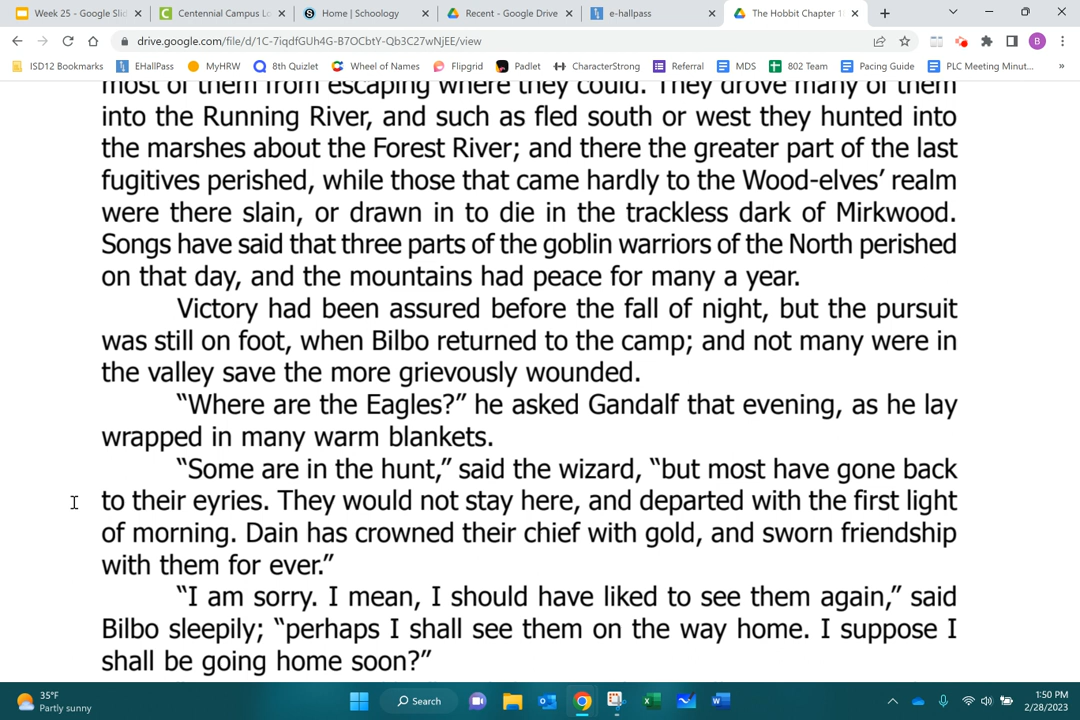 Week 25 - Google Slid
Centennial Campus Lo
Home | Schoology
Recent - Google Drive
e-hallpass
The Hobbit Chapter 1
drive.google.com/file/d/1C-7iqdfGUh4G-B7OCbtY-Qb3C27wNjEE/view
B
ISD12 Bookmarks
EHallPass
MyHRW
8th Quizlet
Wheel of Names
Flipgrid
Padlet
CharacterStrong
Referral
MDS
802 Team
Pacing Guide
PLC Meeting Minut...
»
most of them from escaping where they could. They drove many of them
into the Running River, and such as fled south or west they hunted into
the marshes about the Forest River; and there the greater part of the last
fugitives perished, while those that came hardly to the Wood-elves’ realm
were there slain, or drawn in to die in the trackless dark of Mirkwood.
Songs have said that three parts of the goblin warriors of the North perished
on that day, and the mountains had peace for many a year.
Victory had been assured before the fall of night, but the pursuit
was still on foot, when Bilbo returned to the camp; and not many were in
the valley save the more grievously wounded.
“Where are the Eagles?” he asked Gandalf that evening, as he lay
wrapped in many warm blankets.
“Some are in the hunt,” said the wizard, “but most have gone back
to their eyries. They would not stay here, and departed with the first light
of morning. Dain has crowned their chief with gold, and sworn friendship
with them for ever.”
“I am sorry. I mean, I should have liked to see them again,” said
Bilbo sleepily; “perhaps I shall see them on the way home. I suppose I
shall be going home soon?”
35°F
Partly sunny
Search
1:50 PM
2/28/2023